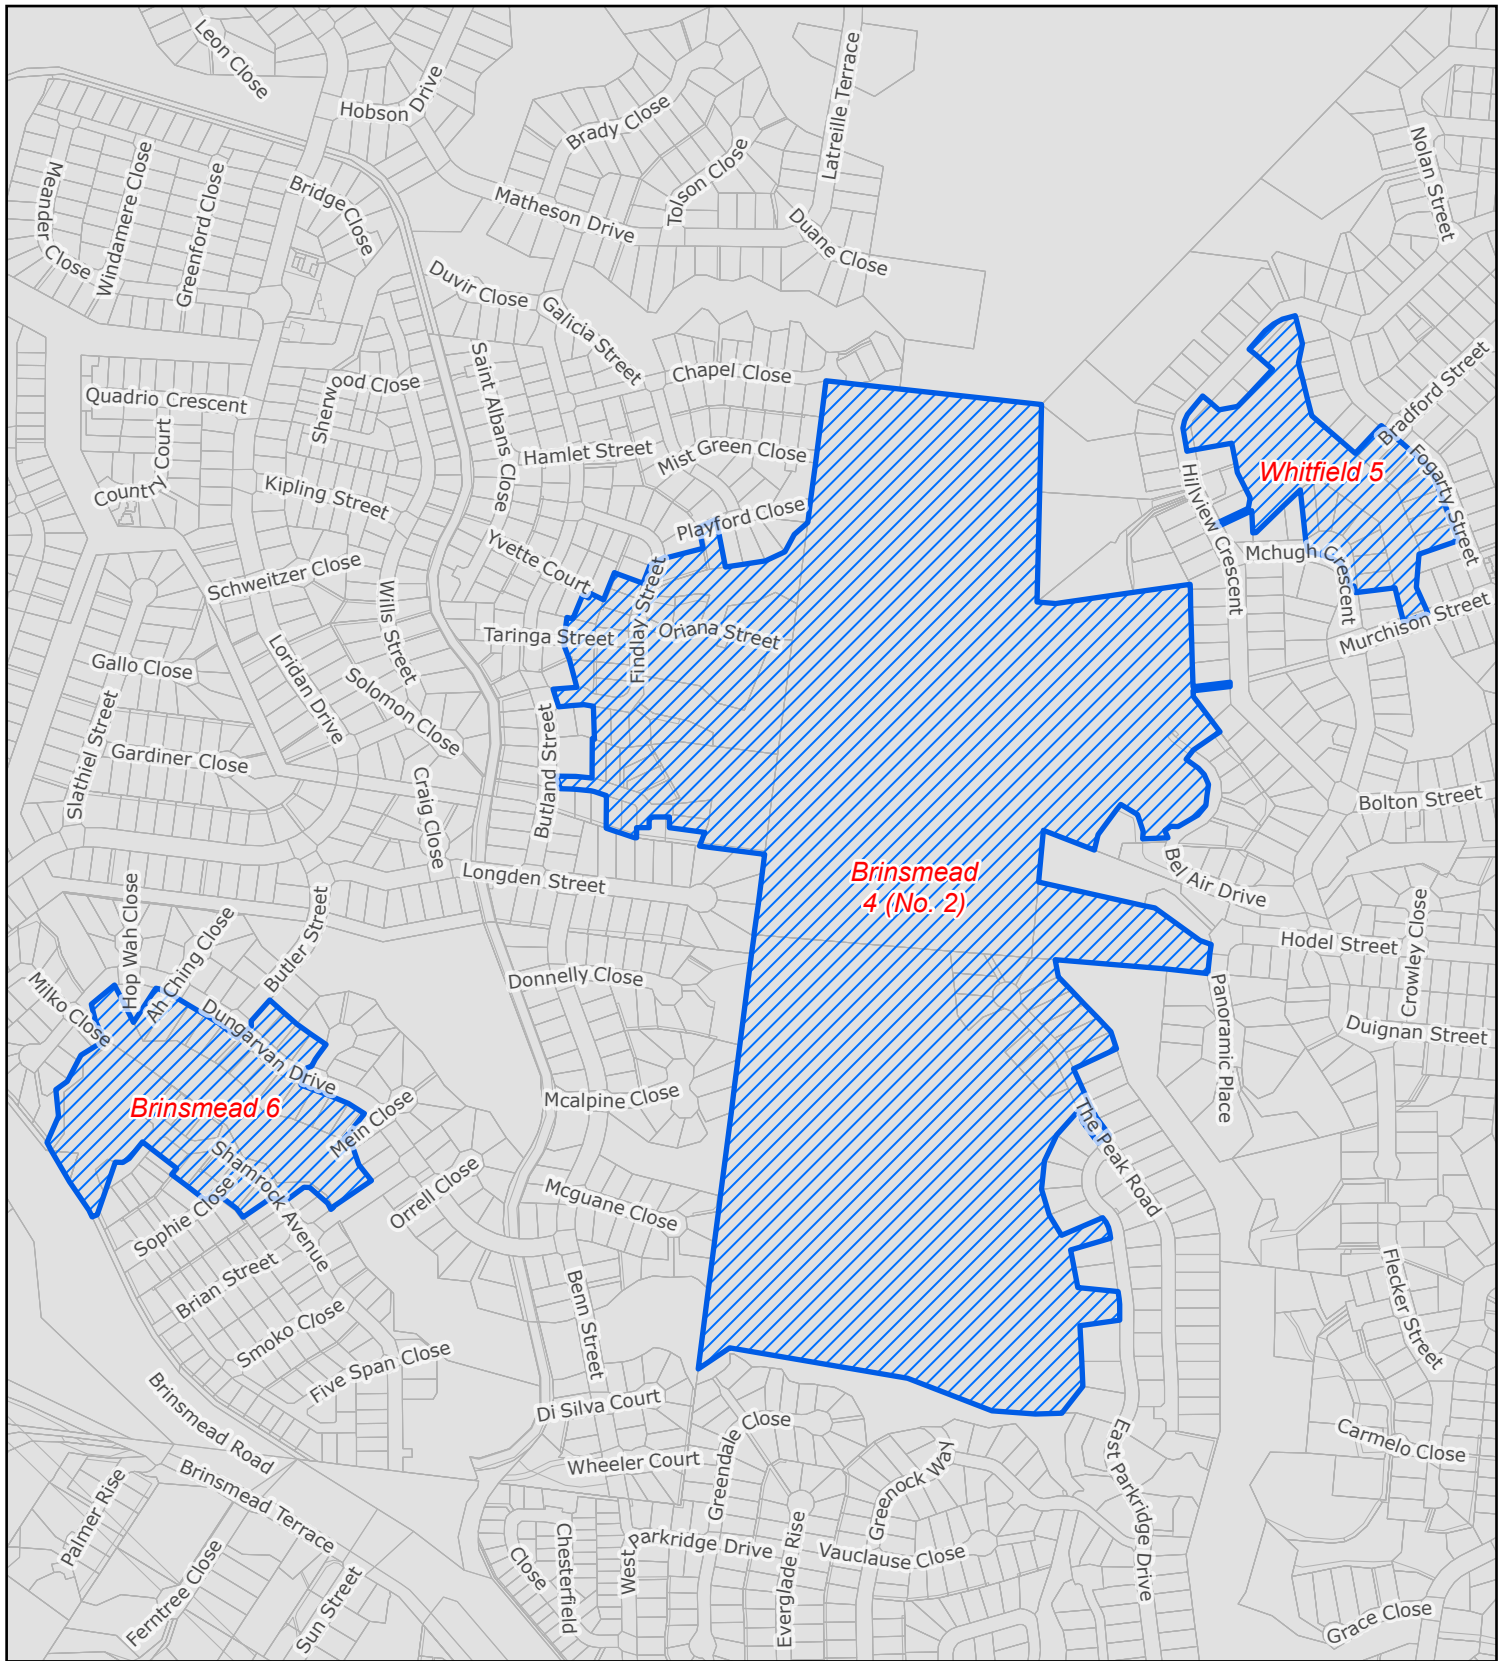 Leon Close
Hobson Drive
Brady Close
Latreille Terrace
Nolan Street
Meander Close
Windamere Close
Greenford Close
Bridge Close
Matheson Drive
Tolson Close
Duane Close
Duvir Close
Galicia Street
Saint Albans Close
Chapel Close
Bradford Street
Quadrio Crescent
Sherwood Close
Country Court
Kipling Street
Hamlet Street
Mist Green Close
Hillview Crescent
Whitfield 5
Fogarty Street
Playford Close
Yvette Court
Mchugh Crescent
Schweitzer Close
Wills Street
Taringa Street
Findlay Street
Oriana Street
Murchison Street
Gallo Close
Loridan Drive
Solomon Close
Slathiel Street
Gardiner Close
Craig Close
Butland Street
Bolton Street
Longden Street
Brinsmead
4 (No. 2)
Bel Air Drive
Hop Wah Close
Ah Ching Close
Butler Street
Hodel Street
Crowley Close
Donnelly Close
Milko Close
Dungarvan Drive
Panoramic Place
Duignan Street
Brinsmead 6
Mein Close
Mcalpine Close
The Peak Road
Shamrock Avenue
Sophie Close
Orrell Close
Mcguane Close
Brian Street
Benn Street
Flecker Street
Smoko Close
Five Span Close
Brinsmead Road
Di Silva Court
Greendale Close
East Parkridge Drive
Carmelo Close
Wheeler Court
Greenock Way
Brinsmead Terrace
Palmer Rise
Chesterfield
Close
West Parkridge Drive
Everglade Rise
Vauclause Close
Ferntree Close
Sun Street
Grace Close